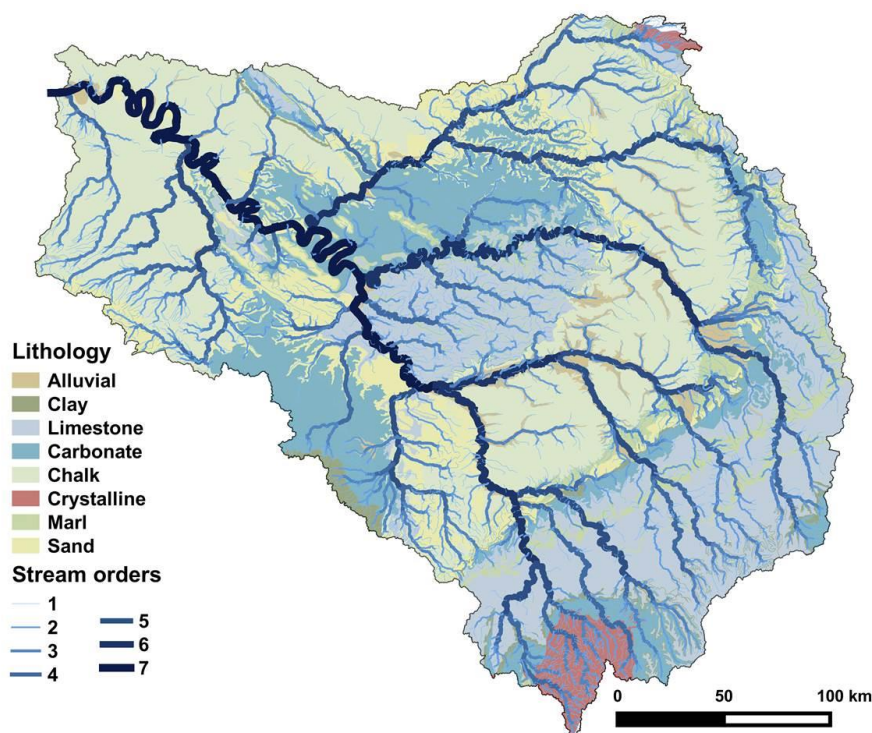 Lithology
Alluvial
Clay
Limestone
Carbonate
Chalk
Crystalline
Marl
Sand
Stream orders
1
2
3
4
5
6
7
0 50 100 km